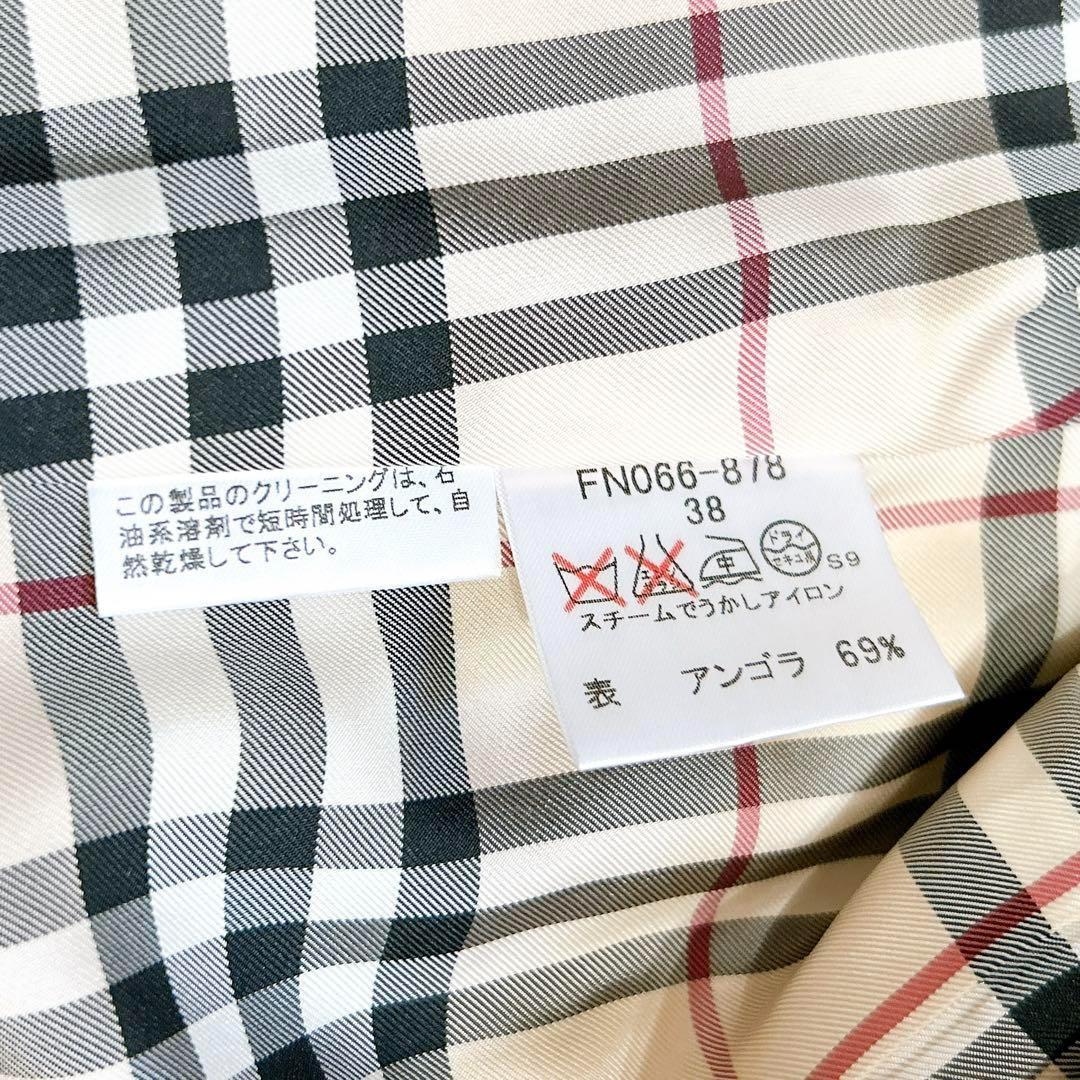 この製品のクリーニングは、石
油系溶剤で短時間処理して、自
然乾燥して下さい。
FN066-878
38
中 ドライ
セキユ系 S9
スチームでうかしアイロン
表 アンゴラ 69%